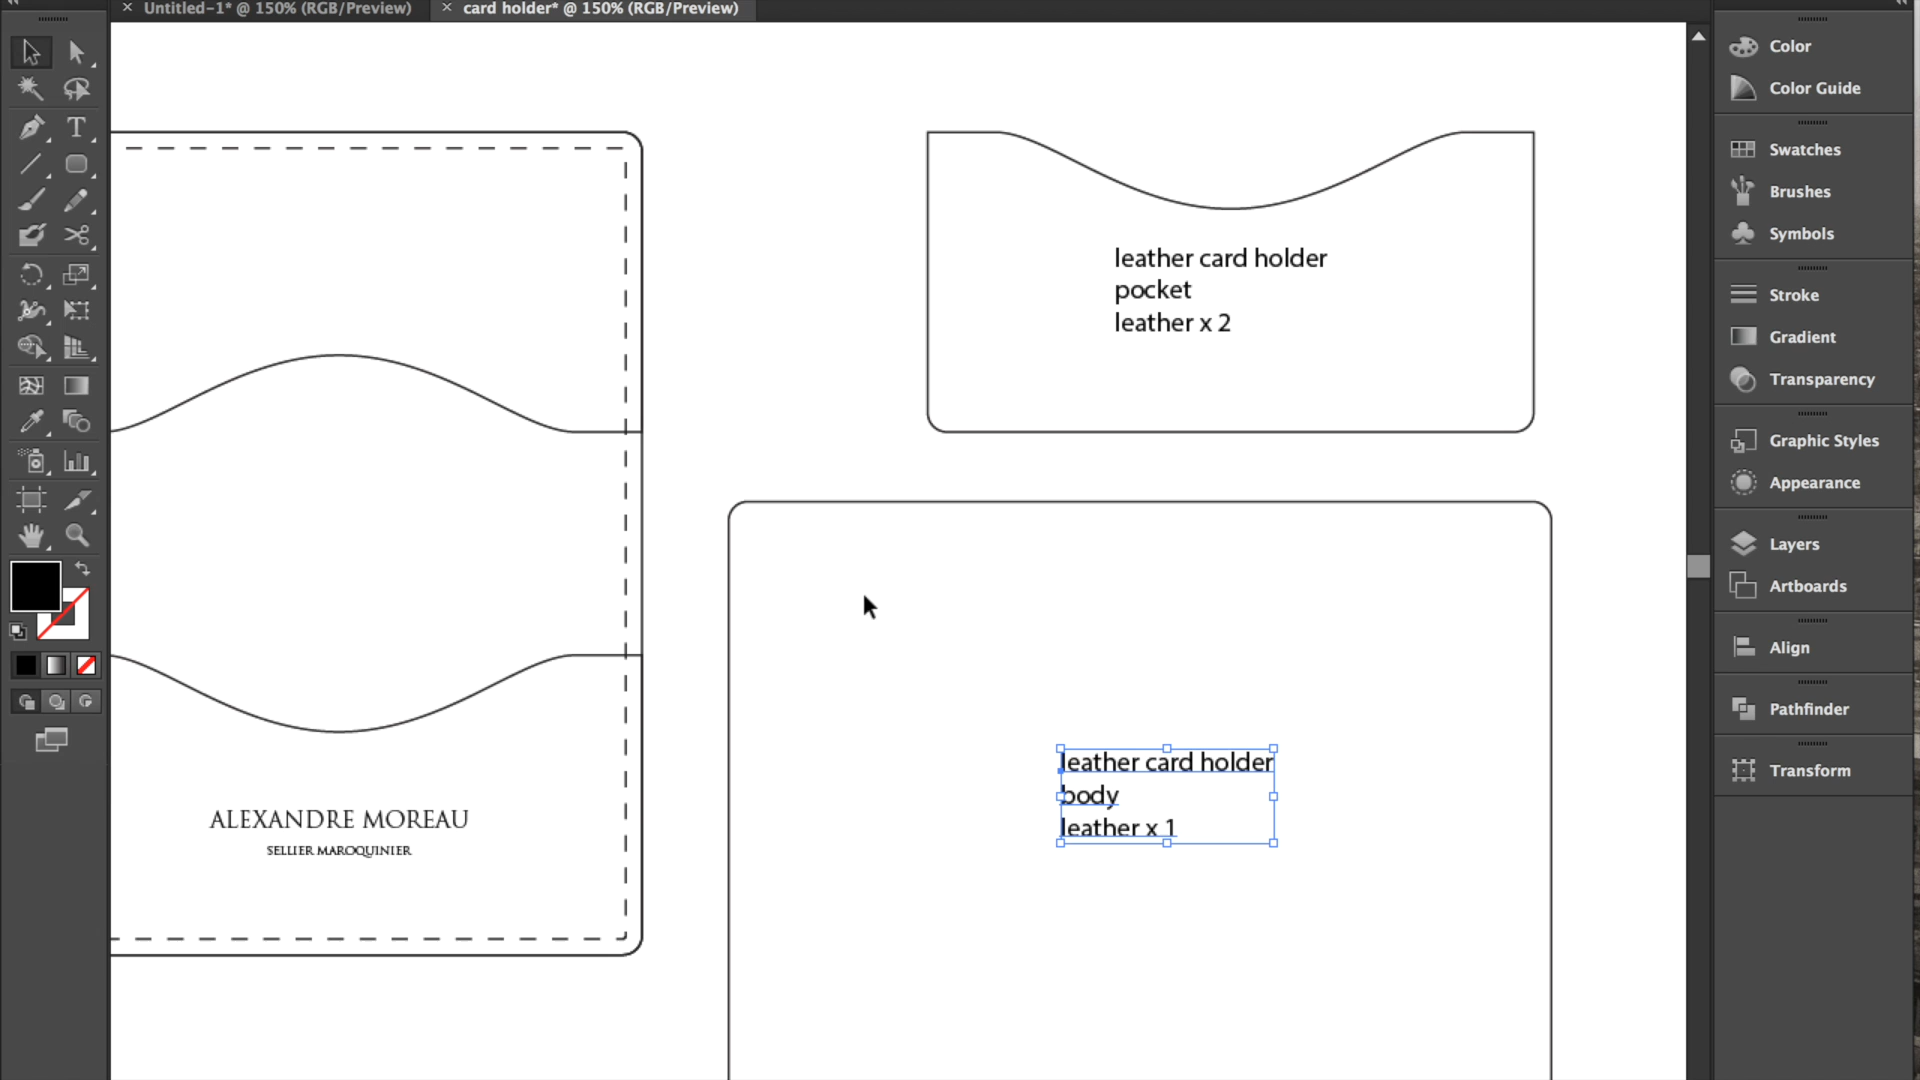 Untitled-1* @ 150% (RGB/Preview)
card holder* @ 150% (RGB/Preview)
leather card holder
pocket
leather x 2
leather card holder
body
leather x 1
ALEXANDRE MOREAU
SELLIER MAROQUINIER
Color
Color Guide
Swatches
Brushes
Symbols
Stroke
Gradient
Transparency
Graphic Styles
Appearance
Layers
Artboards
Align
Pathfinder
Transform